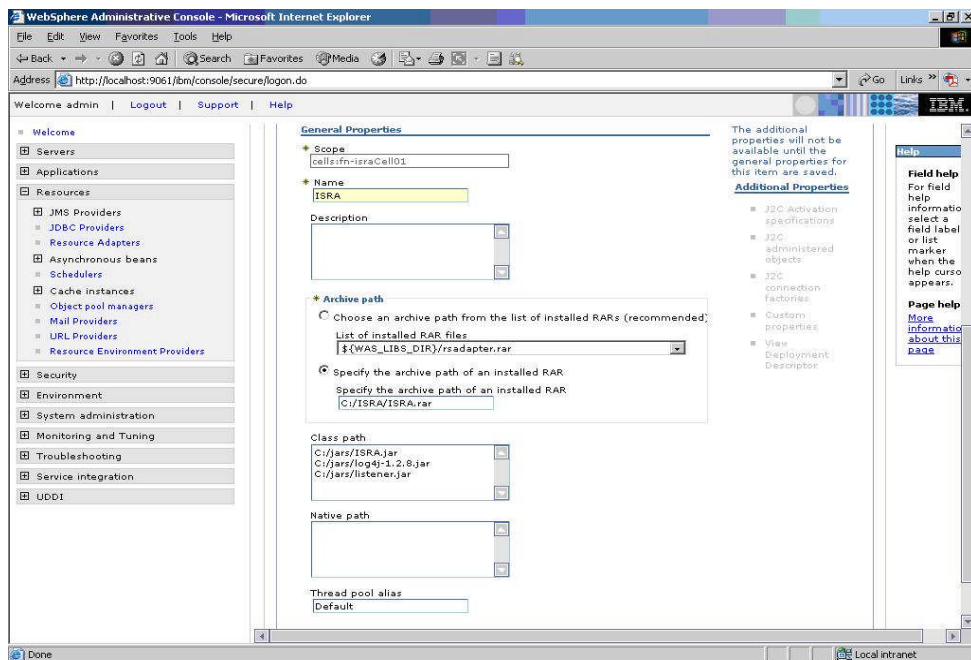 WebSphere Administrative Console - Microsoft Internet Explorer
File Edit View Favorites Tools Help
Back Search Favorites Media
Address http://localhost:9061/ibm/console/secure/logon.do Go Links »
Welcome admin | Logout | Support | Help IBM.
Welcome
Servers
Applications
Resources
JMS Providers
JDBC Providers
Resource Adapters
Asynchronous beans
Schedulers
Cache instances
Object pool managers
Mail Providers
URL Providers
Resource Environment Providers
Security
Environment
System administration
Monitoring and Tuning
Troubleshooting
Service integration
UDDI
General Properties
* Scope
cells:fn-israCell01
* Name
ISRA
Description
* Archive path
Choose an archive path from the list of installed RARs (recommended)
List of installed RAR files
${WAS_LIBS_DIR}/rsadapter.rar
Specify the archive path of an installed RAR
Specify the archive path of an installed RAR
C:/ISRA/ISRA.rar
Class path
C:/jars/ISRA.jar
C:/jars/log4j-1.2.8.jar
C:/jars/listener.jar
Native path
Thread pool alias
Default
The additional
properties will not be
available until the
general properties for
this item are saved.
Additional Properties
J2C Activation
specifications
J2C
administered
objects
J2C
connection
factories
Custom
properties
View
Deployment
Descriptor
Help
Field help
For field
help
informatio
select a
field label
or list
marker
when the
help curso
appears.
Page help
More
informatio
about this
page
Done Local intranet